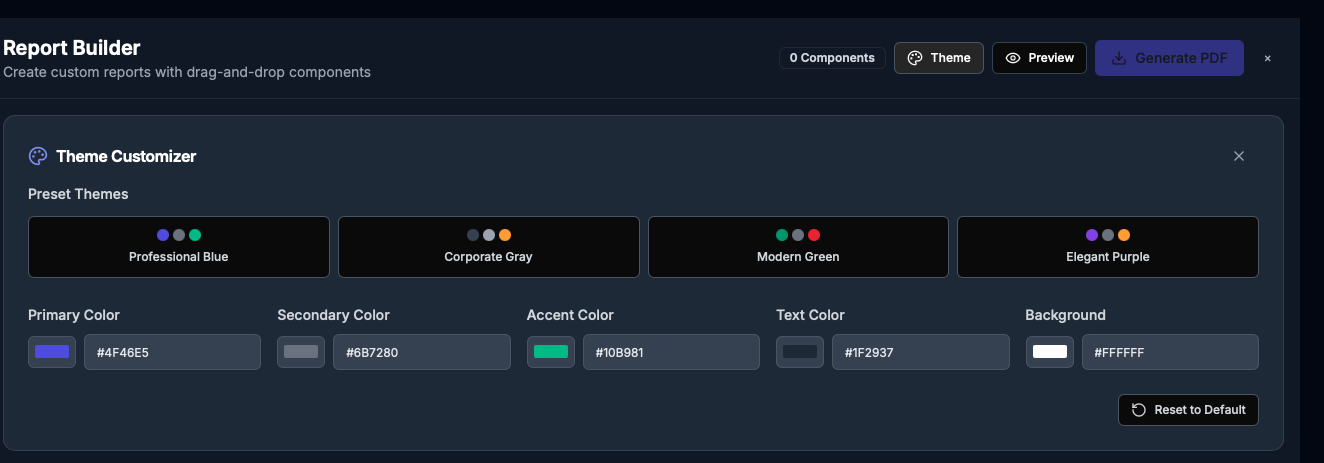 Report Builder
Create custom reports with drag-and-drop components
0 Components
Theme
Preview
Generate PDF
×
Theme Customizer
Preset Themes
Professional Blue
Corporate Gray
Modern Green
Elegant Purple
Primary Color
Secondary Color
Accent Color
Text Color
Background
#4F46E5
#6B7280
#10B981
#1F2937
#FFFFFF
Reset to Default